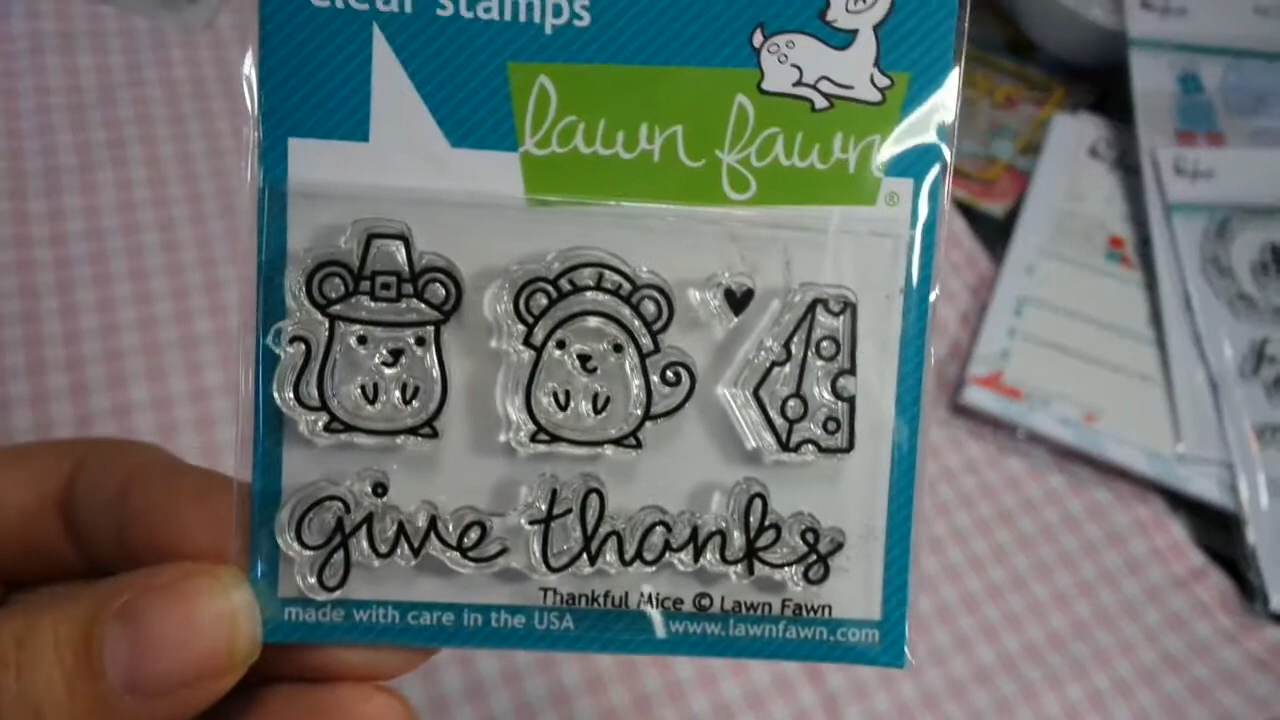 clear stamps
lawn fawn
®
give thanks
Thankful Mice © Lawn Fawn
made with care in the USA
www.lawnfawn.com